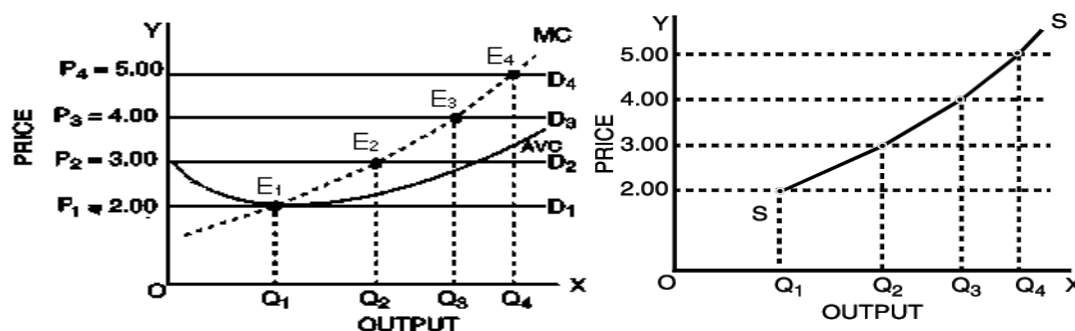 Y
MC
P₄ = 5.00
E₄
D₄
P₃ = 4.00
E₃
D₃
AVC
P₂ = 3.00
E₂
D₂
P₁ = 2.00
E₁
D₁
PRICE
O
Q₁
Q₂
Q₃
Q₄
X
OUTPUT
Y
S
5.00
4.00
3.00
2.00
S
PRICE
O
Q₁
Q₂
Q₃
Q₄
X
OUTPUT